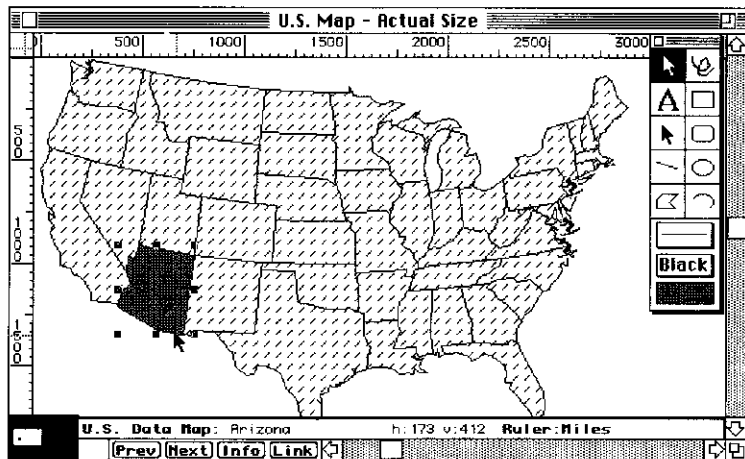 U.S. Map - Actual Size
0 500 1000 1500 2000 2500 3000
500
1000
1500
A
Black
U.S. Data Map: Arizona h:173 v:412 Ruler:Miles
Prev Next Info Link